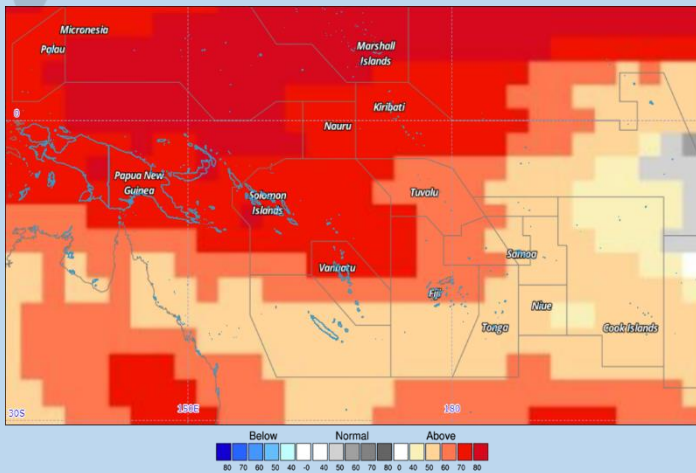 Micronesia
Palau
Marshall
Islands
0
Kiribati
Nauru
Papua New
Guinea
Solomon
Islands
Tuvalu
Samoa
Vanuatu
Fiji
Niue
Tonga
Cook Islands
30S
150E
180
Below Normal Above
80 70 60 50 40 -0 40 50 60 70 80 0 40 50 60 70 80